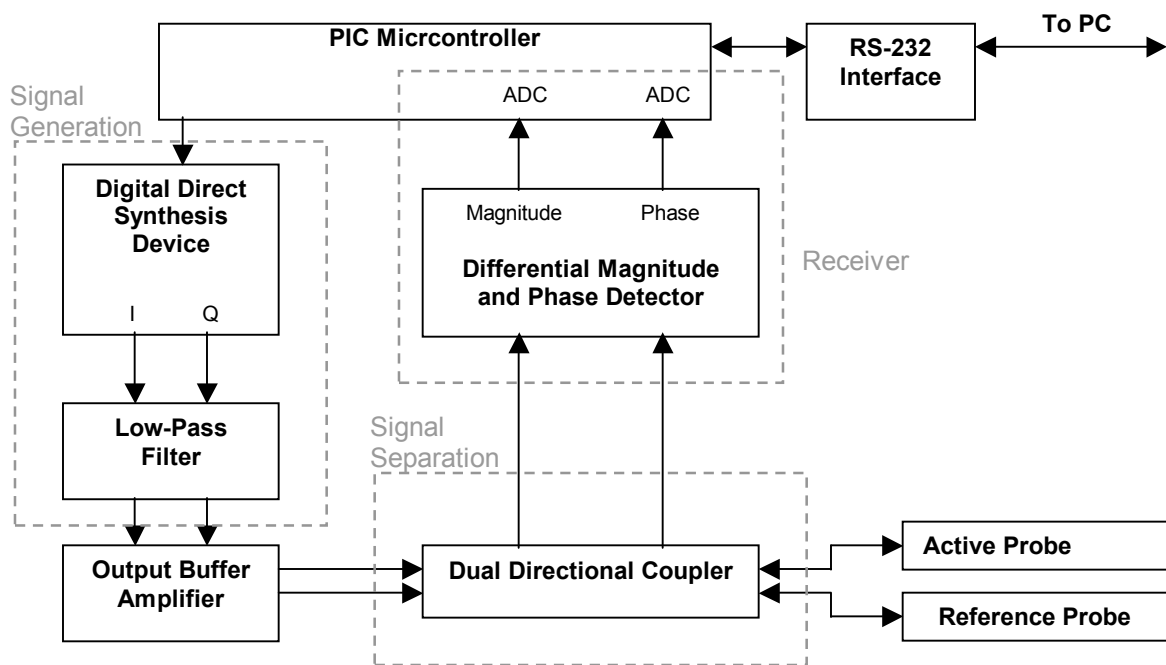 PIC Micrcontroller
ADC
ADC
RS-232
Interface
To PC
Signal
Generation
Digital Direct
Synthesis
Device
I
Q
Magnitude
Phase
Differential Magnitude
and Phase Detector
Receiver
Low-Pass
Filter
Signal
Separation
Output Buffer
Amplifier
Dual Directional Coupler
Active Probe
Reference Probe